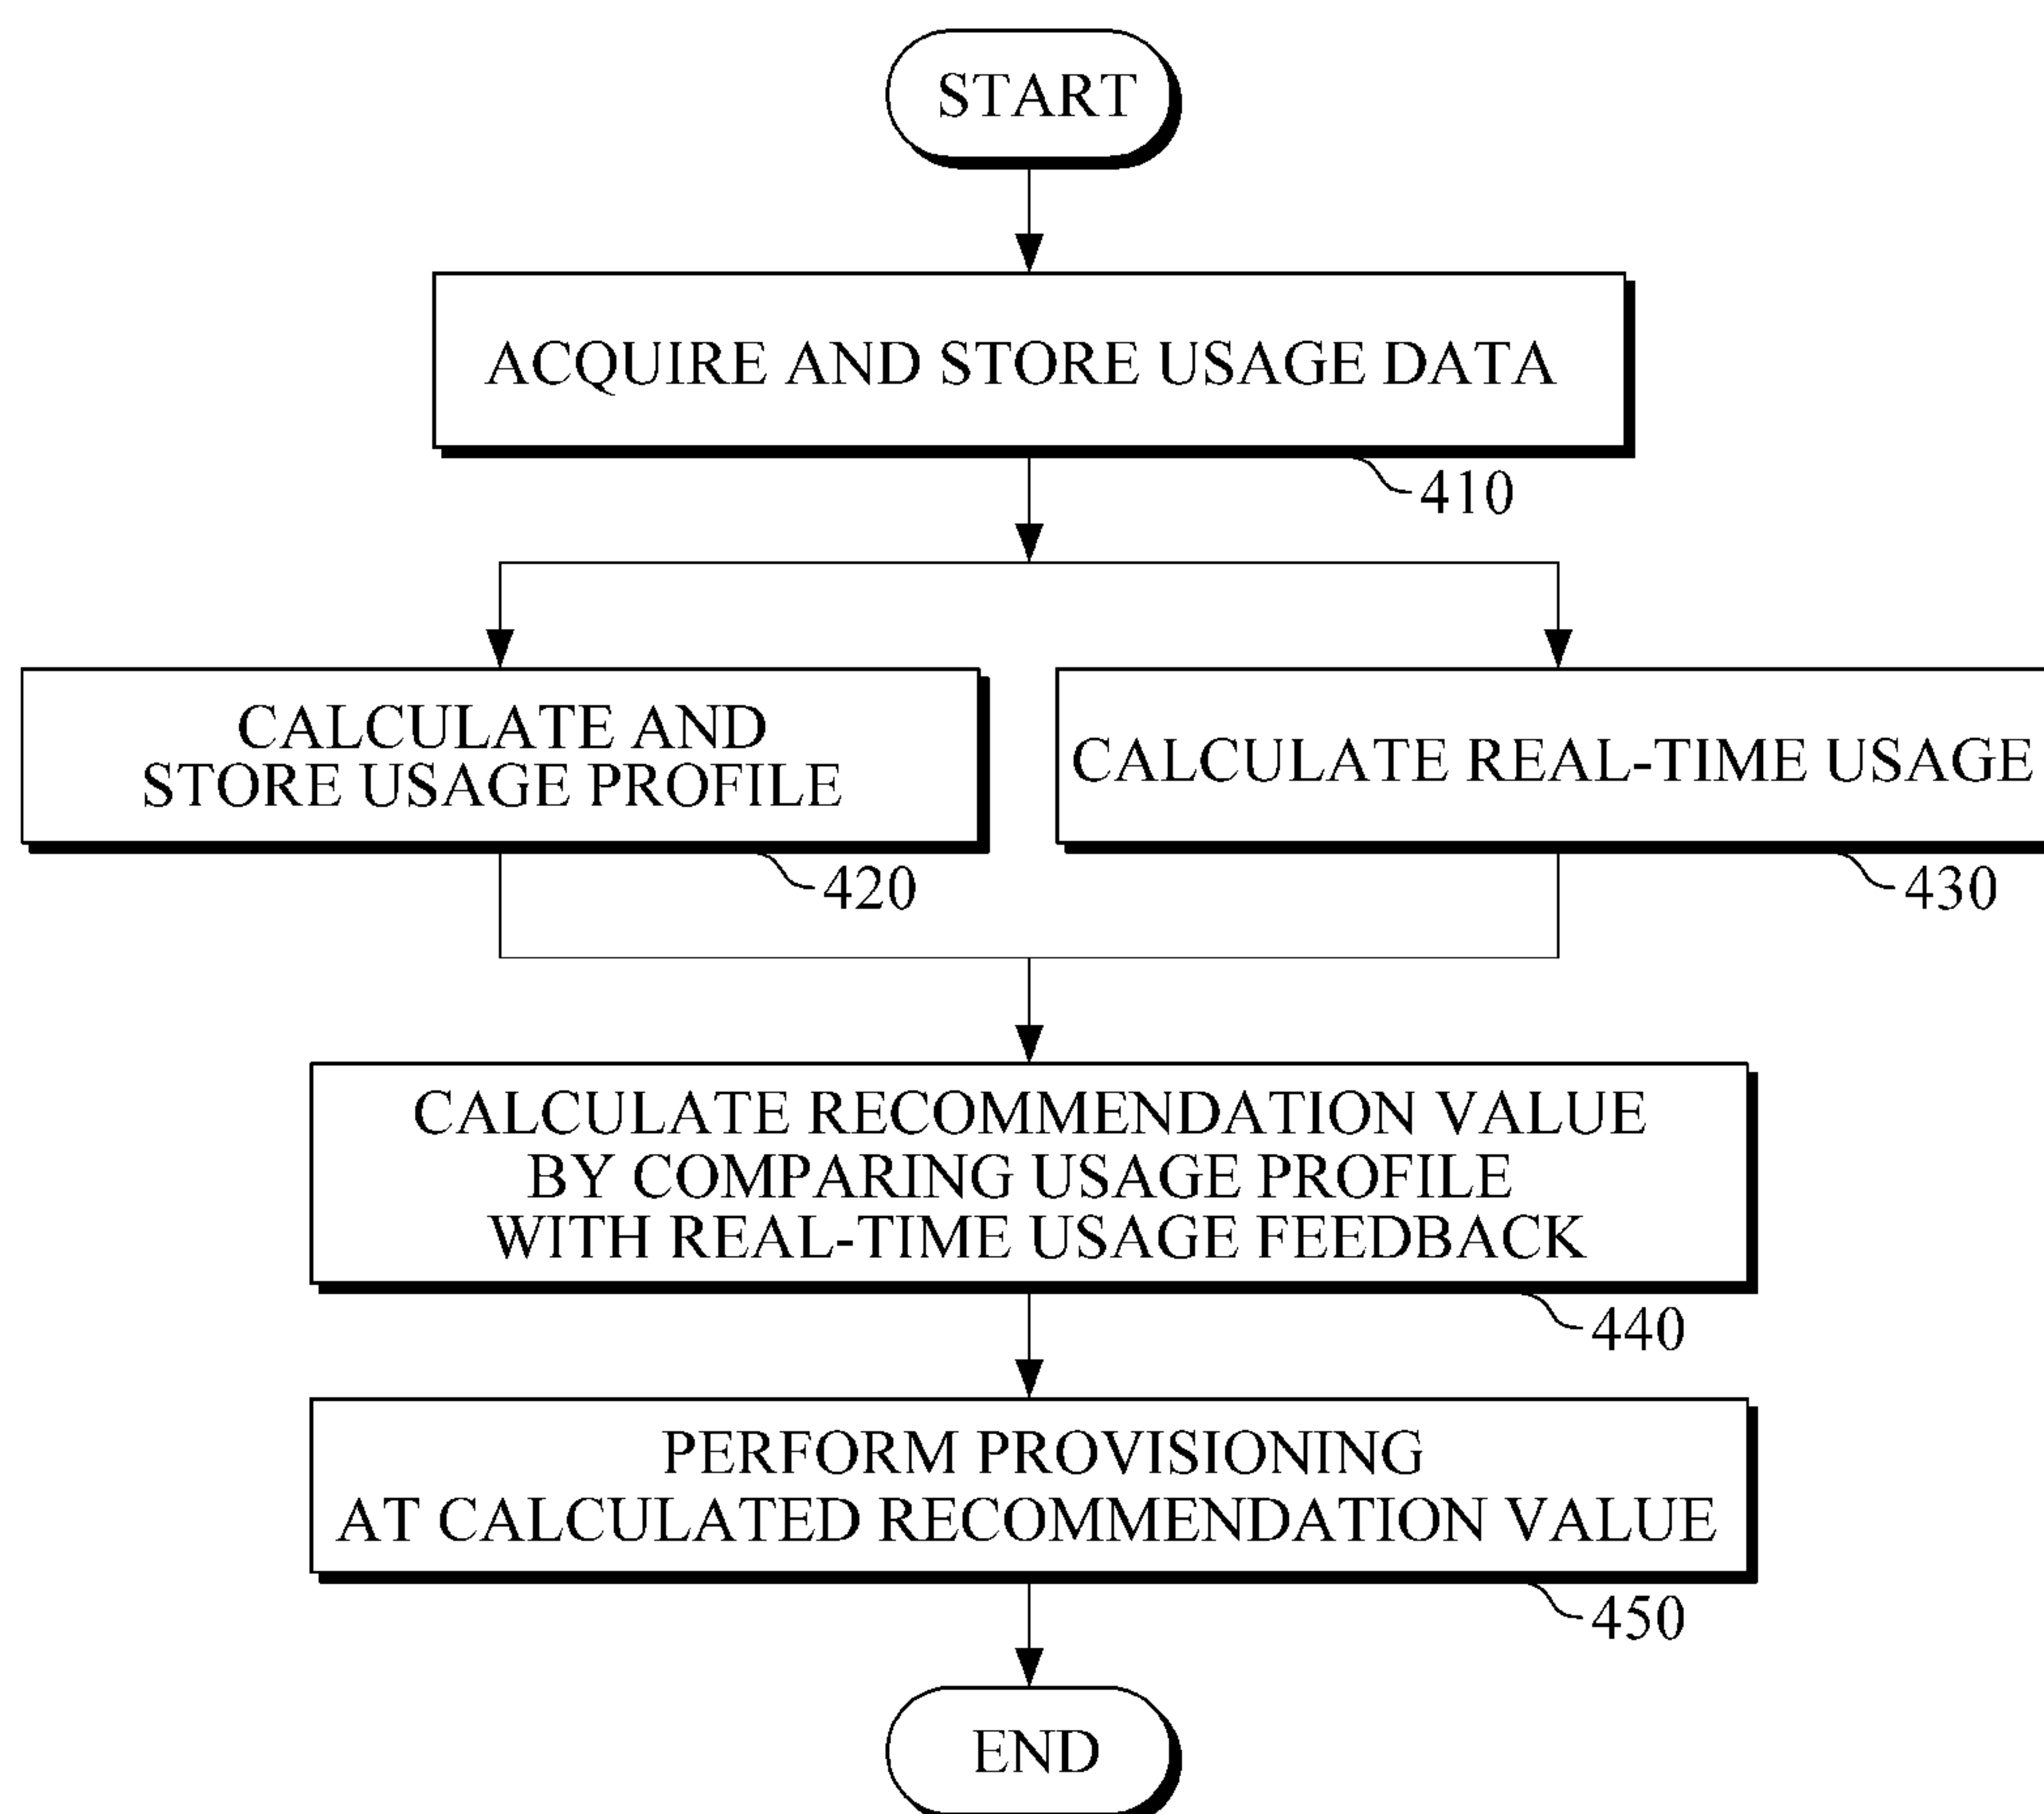 START
ACQUIRE AND STORE USAGE DATA
410
CALCULATE AND
STORE USAGE PROFILE
420
CALCULATE REAL-TIME USAGE
430
CALCULATE RECOMMENDATION VALUE
BY COMPARING USAGE PROFILE
WITH REAL-TIME USAGE FEEDBACK
440
PERFORM PROVISIONING
AT CALCULATED RECOMMENDATION VALUE
450
END